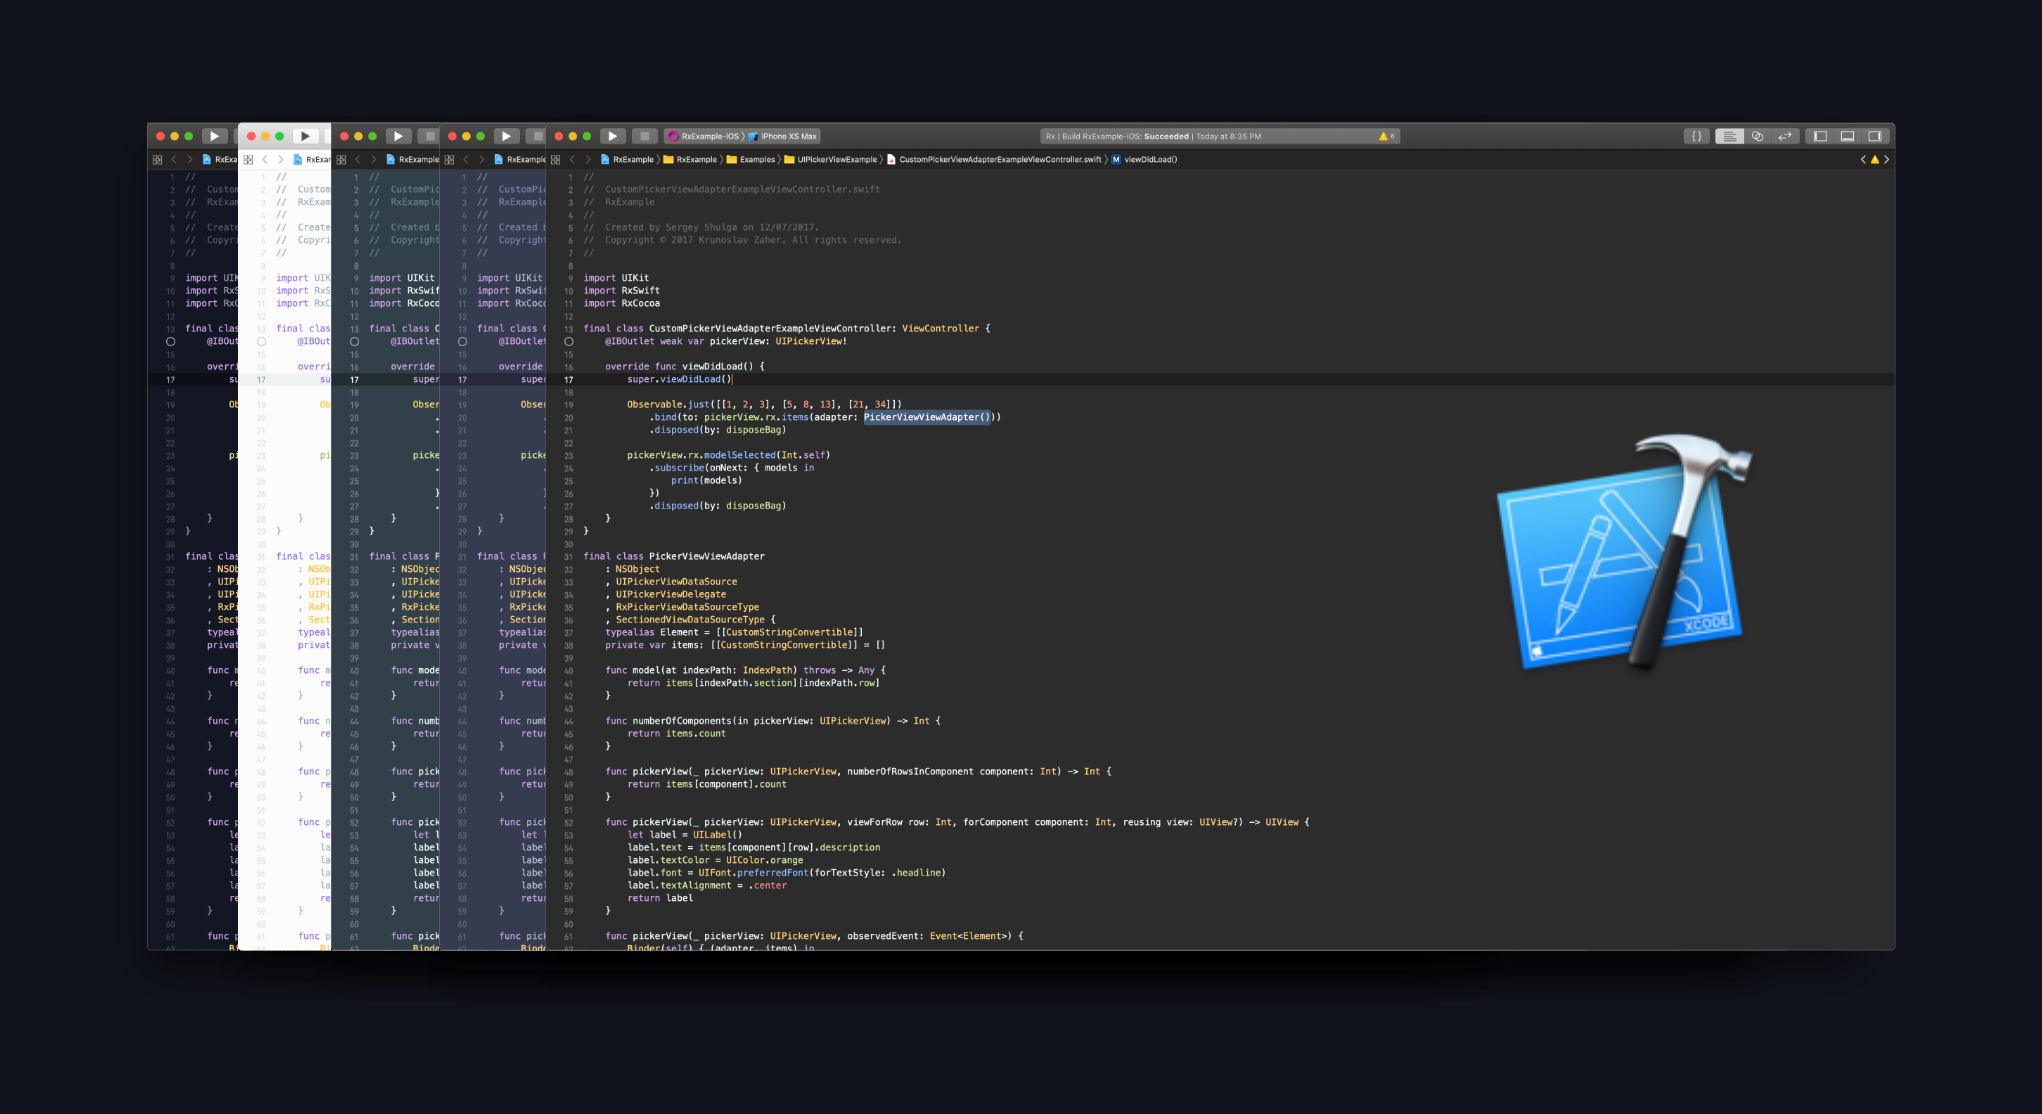 RxExample-iOS 〉 iPhone XS Max
Rx | Build RxExample-iOS: Succeeded | Today at 8:35 PM
6
{ }
RxExample 〉 RxExample 〉 Examples 〉 UIPickerViewExample 〉 CustomPickerViewAdapterExampleViewController.swift 〉 M viewDidLoad()
1 //
2 // CustomPickerViewAdapterExampleViewController.swift
3 // RxExample
4 //
5 // Created by Sergey Shulga on 12/07/2017.
6 // Copyright © 2017 Krunoslav Zaher. All rights reserved.
7 //
8
9 import UIKit
10 import RxSwift
11 import RxCocoa
12
13 final class CustomPickerViewAdapterExampleViewController: ViewController {
@IBOutlet weak var pickerView: UIPickerView!
15
16 override func viewDidLoad() {
17 super.viewDidLoad()
18
19 Observable.just([[1, 2, 3], [5, 8, 13], [21, 34]])
20 .bind(to: pickerView.rx.items(adapter: PickerViewViewAdapter()))
21 .disposed(by: disposeBag)
22
23 pickerView.rx.modelSelected(Int.self)
24 .subscribe(onNext: { models in
25 print(models)
26 })
27 .disposed(by: disposeBag)
28 }
29 }
30
31 final class PickerViewViewAdapter
32 : NSObject
33 , UIPickerViewDataSource
34 , UIPickerViewDelegate
35 , RxPickerViewDataSourceType
36 , SectionedViewDataSourceType {
37 typealias Element = [[CustomStringConvertible]]
38 private var items: [[CustomStringConvertible]] = []
39
40 func model(at indexPath: IndexPath) throws -> Any {
41 return items[indexPath.section][indexPath.row]
42 }
43
44 func numberOfComponents(in pickerView: UIPickerView) -> Int {
45 return items.count
46 }
47
48 func pickerView(_ pickerView: UIPickerView, numberOfRowsInComponent component: Int) -> Int {
49 return items[component].count
50 }
51
52 func pickerView(_ pickerView: UIPickerView, viewForRow row: Int, forComponent component: Int, reusing view: UIView?) -> UIView {
53 let label = UILabel()
54 label.text = items[component][row].description
55 label.textColor = UIColor.orange
56 label.font = UIFont.preferredFont(forTextStyle: .headline)
57 label.textAlignment = .center
58 return label
59 }
60
61 func pickerView(_ pickerView: UIPickerView, observedEvent: Event<Element>) {
62 Binder(self) { (adapter, items) in
XCODE